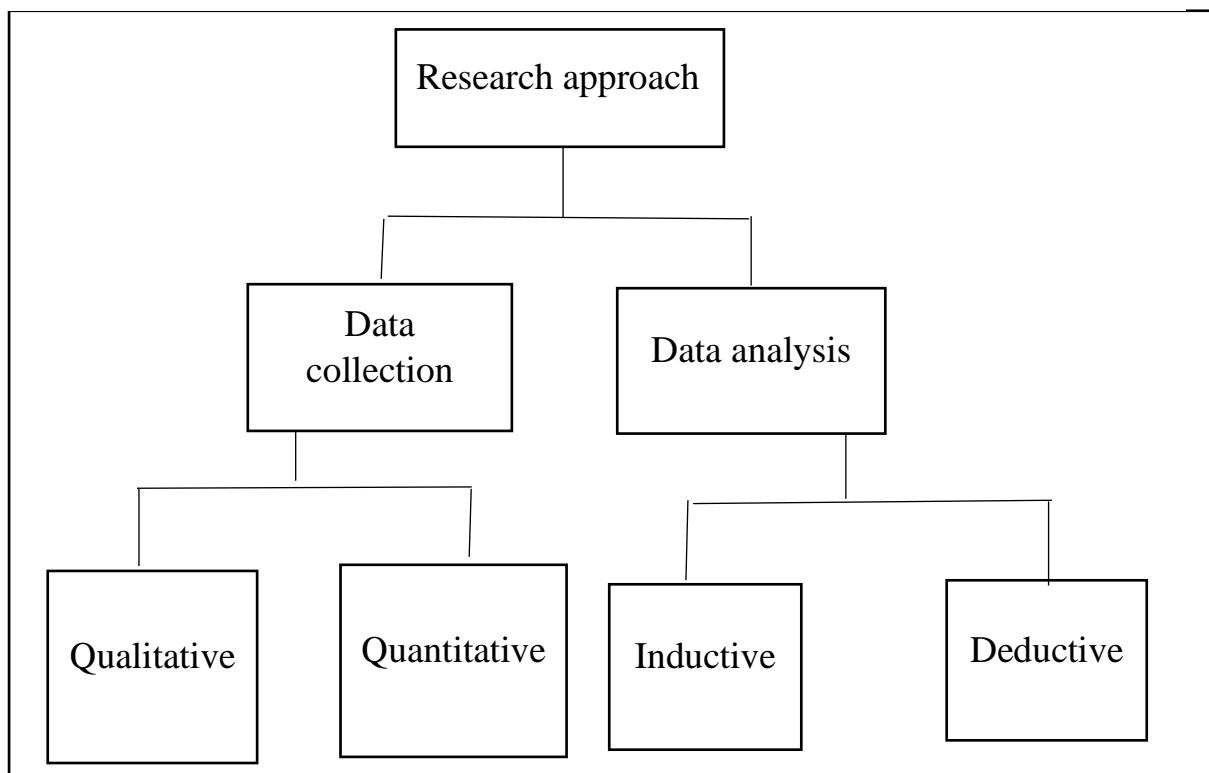 Research approach
Data
collection
Data analysis
Qualitative
Quantitative
Inductive
Deductive